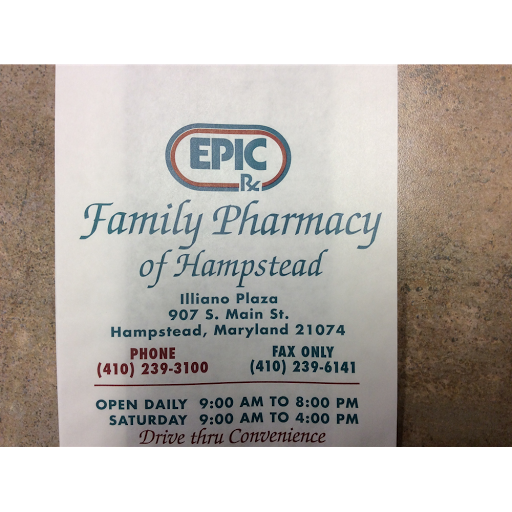 EPIC
Rx
Family Pharmacy
of Hampstead
Illiano Plaza
907 S. Main St.
Hampstead, Maryland 21074
PHONE FAX ONLY
(410) 239-3100 (410) 239-6141
OPEN DAILY 9:00 AM TO 8:00 PM
SATURDAY 9:00 AM TO 4:00 PM
Drive thru Convenience